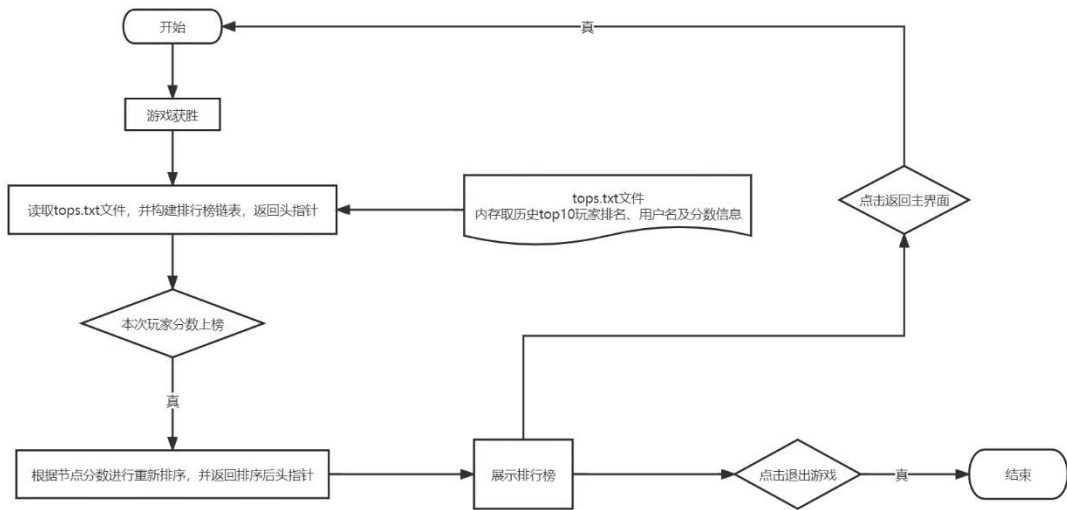 开始
真
游戏获胜
读取tops.txt文件，并构建排行榜链表，返回头指针
tops.txt文件
内存取历史top10玩家排名、用户名及分数信息
点击返回主界面
本次玩家分数上榜
真
根据节点分数进行重新排序，并返回排序后头指针
展示排行榜
点击退出游戏
真
结束